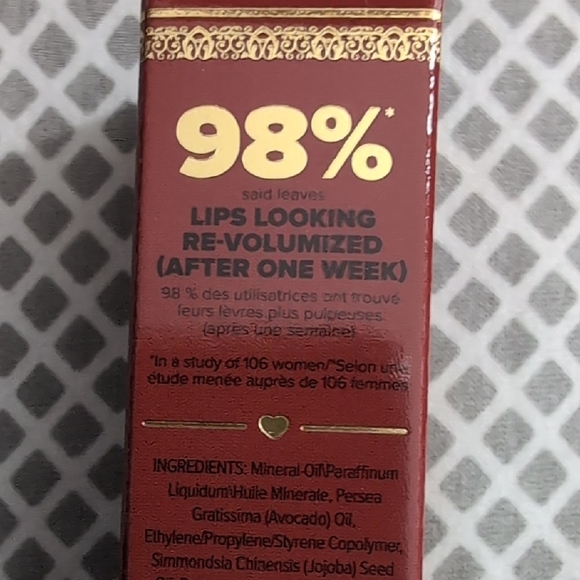 98%*
said leaves
LIPS LOOKING
RE-VOLUMIZED
(AFTER ONE WEEK)
98 % des utilisatrices ont trouvé
leurs lèvres plus pulpeuses
(après une semaine)
*In a study of 106 women/*Selon une
étude menée auprès de 106 femmes
INGREDIENTS: Mineral Oil\Paraffinum
Liquidum\Huile Minerale, Persea
Gratissima (Avocado) Oil,
Ethylene/Propylene/Styrene Copolymer,
Simmondsia Chinensis (Jojoba) Seed